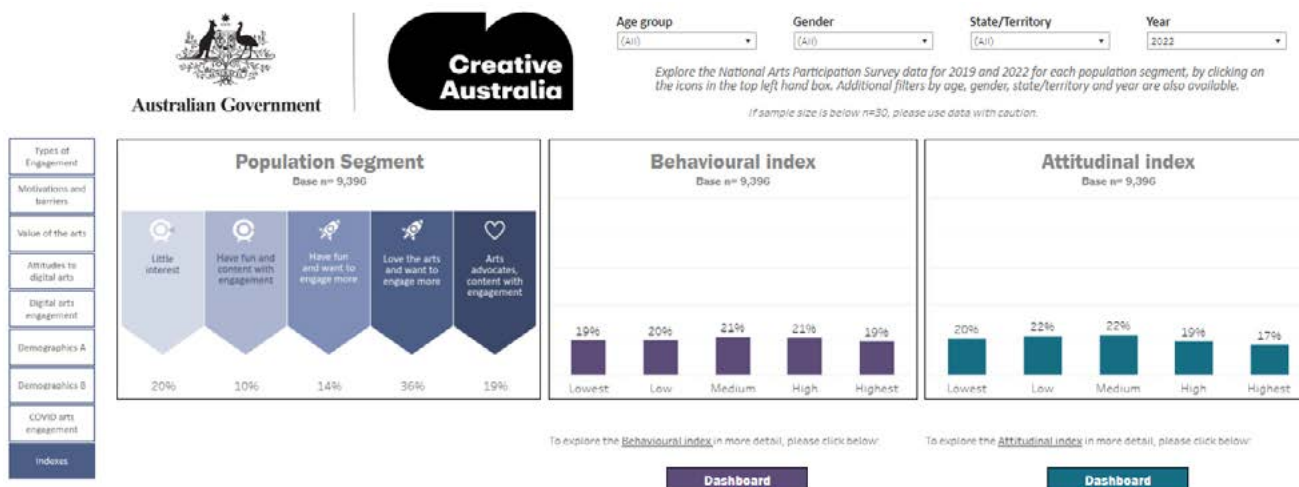 Australian Government
Creative
Australia
Age group
(All)
Gender
(All)
State/Territory
(All)
Year
2022
Explore the National Arts Participation Survey data for 2019 and 2022 for each population segment, by clicking on
the icons in the top left hand box. Additional filters by age, gender, state/territory and year are also available.
If sample size is below n=30, please use data with caution.
Types of
Engagement
Motivations and
barriers
Value of the arts
Attitudes to
digital arts
Digital arts
engagement
Demographics A
Demographics B
COVID arts
engagement
Indexes
Population Segment
Base n= 9,396
Little
interest
Have fun and
content with
engagement
Have fun
and want to
engage more
Love the arts
and want to
engage more
Arts
advocates,
content with
engagement
20%
10%
14%
36%
19%
Behavioural index
Base n= 9,396
19%
20%
21%
21%
19%
Lowest
Low
Medium
High
Highest
To explore the Behavioural index in more detail, please click below:
Dashboard
Attitudinal index
Base n= 9,396
20%
22%
22%
19%
17%
Lowest
Low
Medium
High
Highest
To explore the Attitudinal index in more detail, please click below:
Dashboard